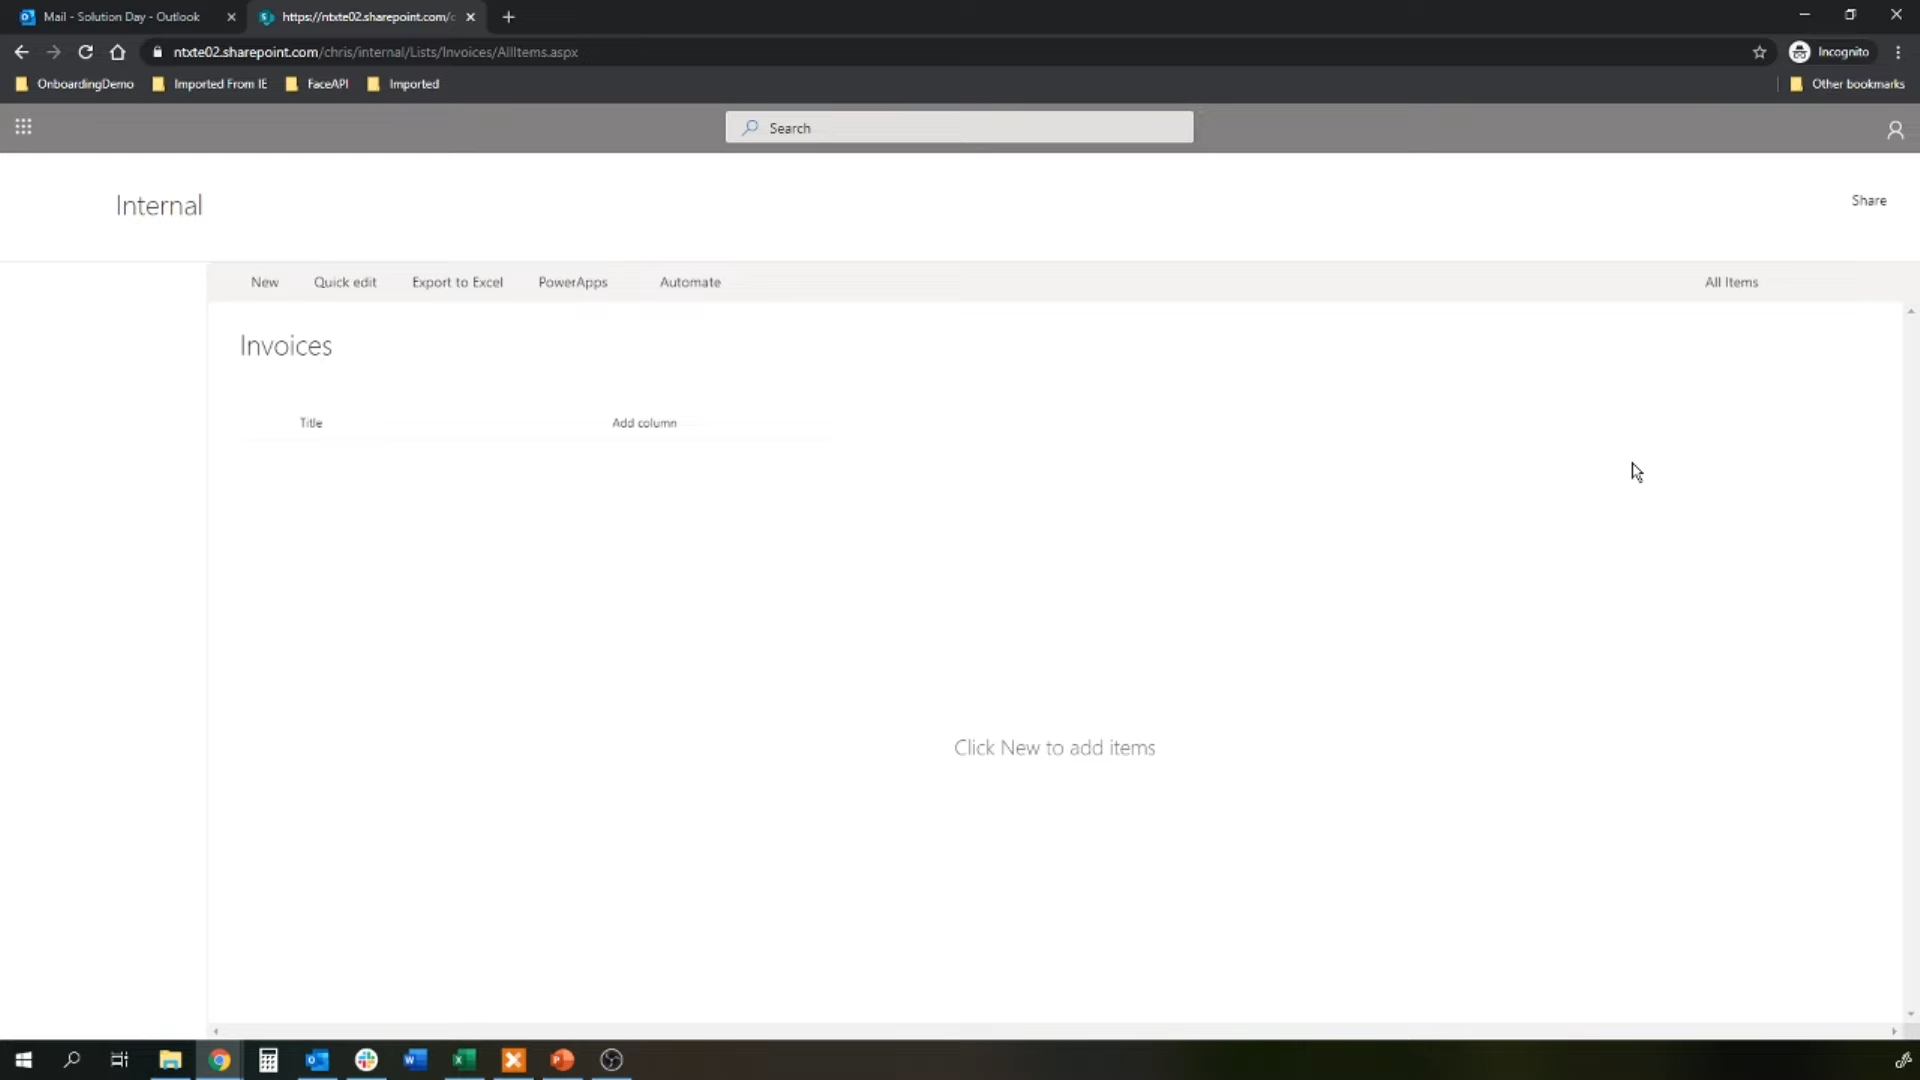 Mail - Solution Day - Outlook
https://ntxte02.sharepoint.com/c
ntxte02.sharepoint.com/chris/internal/Lists/Invoices/AllItems.aspx
Incognito
OnboardingDemo
Imported From IE
FaceAPI
Imported
Other bookmarks
Search
Internal
Share
New
Quick edit
Export to Excel
PowerApps
Automate
All Items
Invoices
Title
Add column
Click New to add items